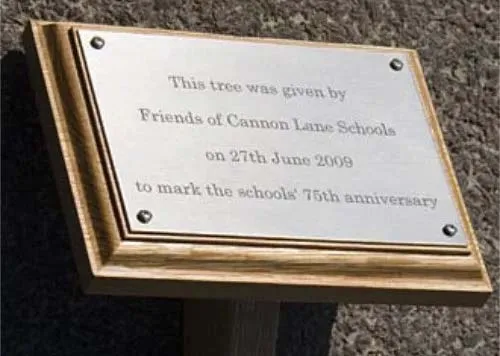 This tree was given by
Friends of Cannon Lane Schools
on 27th June 2009
to mark the schools' 75th anniversary